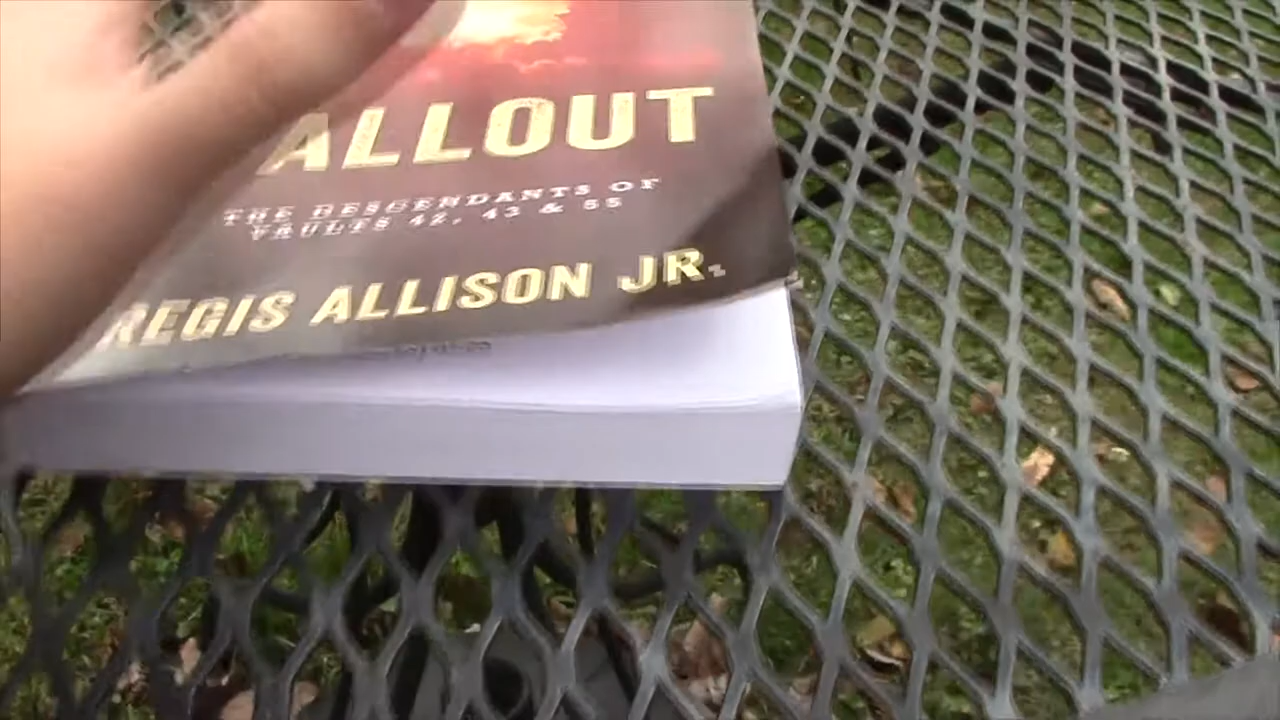 ALLOUT
THE DESCENDANTS OF
VAULTS 42, 43 & 55
REGIS ALLISON JR.